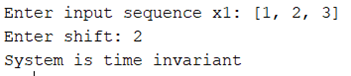 Enter input sequence x1: [1, 2, 3]
Enter shift: 2
System is time invariant